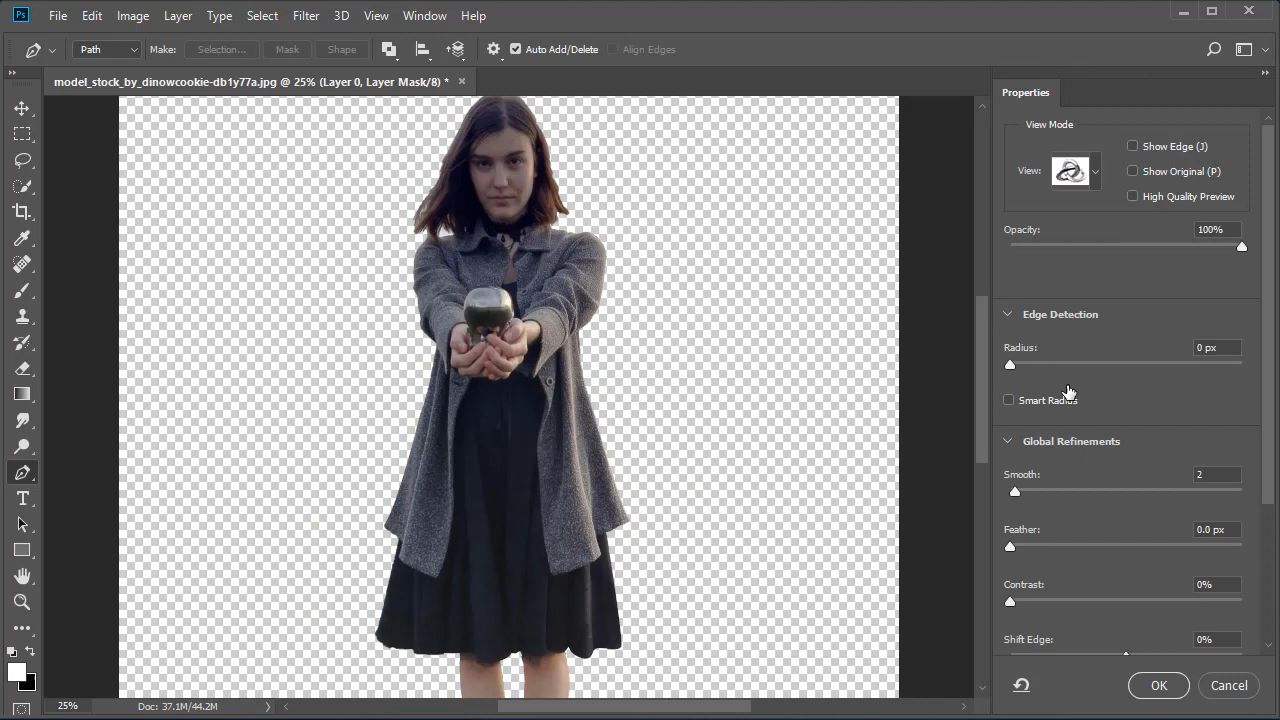 Ps File Edit Image Layer Type Select Filter 3D View Window Help
Path Make: Selection... Mask Shape Auto Add/Delete Align Edges
model_stock_by_dinowcookie-db1y77a.jpg @ 25% (Layer 0, Layer Mask/8) *
Properties
View Mode
Show Edge (J)
View:
Show Original (P)
High Quality Preview
Opacity: 100%
Edge Detection
Radius: 0 px
Smart Radius
Global Refinements
Smooth: 2
Feather: 0.0 px
Contrast: 0%
Shift Edge: 0%
OK Cancel
25% Doc: 37.1M/44.2M